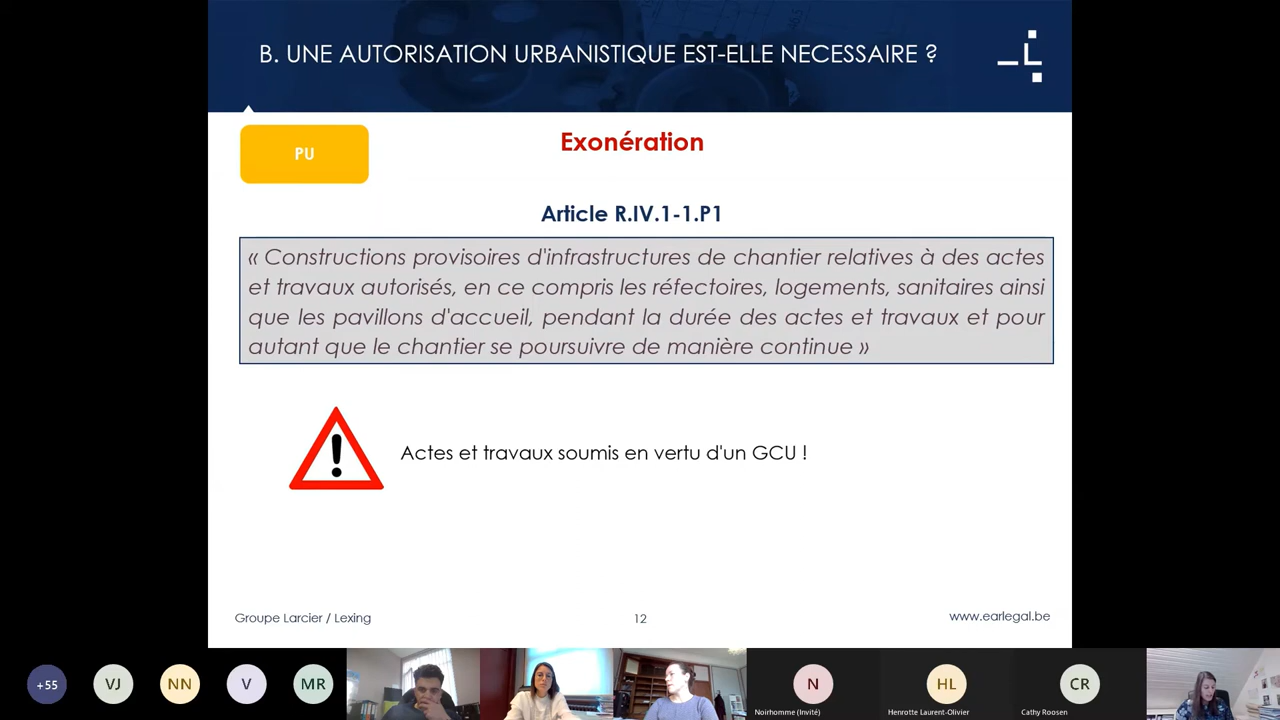 B. UNE AUTORISATION URBANISTIQUE EST-ELLE NECESSAIRE ?
PU
Exonération
Article R.IV.1-1.P1
« Constructions provisoires d'infrastructures de chantier relatives à des actes
et travaux autorisés, en ce compris les réfectoires, logements, sanitaires ainsi
que les pavillons d'accueil, pendant la durée des actes et travaux et pour
autant que le chantier se poursuivre de manière continue »
Actes et travaux soumis en vertu d'un GCU !
Groupe Larcier / Lexing
12
www.earlegal.be
+55
VJ
NN
V
MR
N
HL
CR
Noirhomme (Invité)
Henrotte Laurent-Olivier
Cathy Roosen